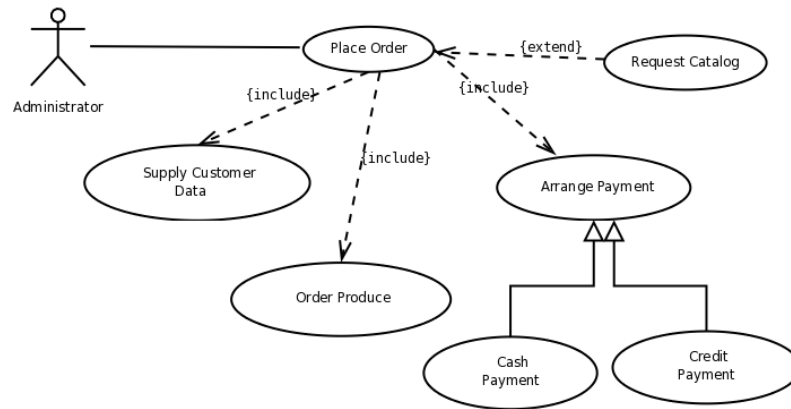 Place Order
{extend}
Request Catalog
Administrator
{include}
{include}
{include}
Supply Customer
Data
Arrange Payment
Order Produce
Cash
Payment
Credit
Payment